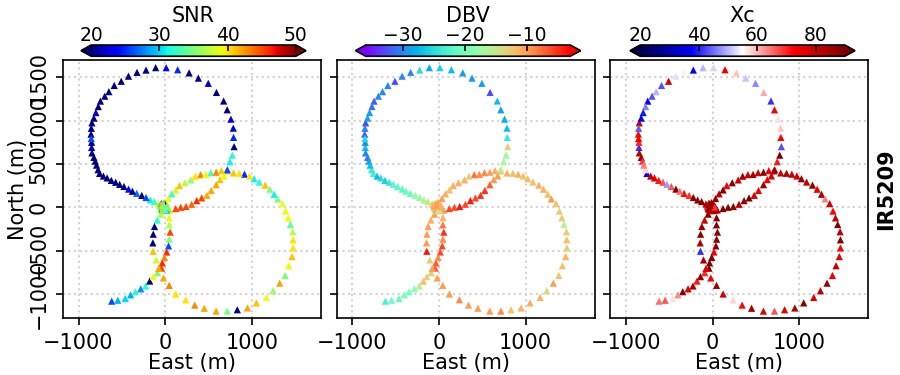 SNR DBV Xc
20 30 40 50 −30 −20 −10 20 40 60 80
1500
1000
500
0
−500
−1000
North (m)
−1000 0 1000 −1000 0 1000 −1000 0 1000
East (m) East (m) East (m)
IR5209